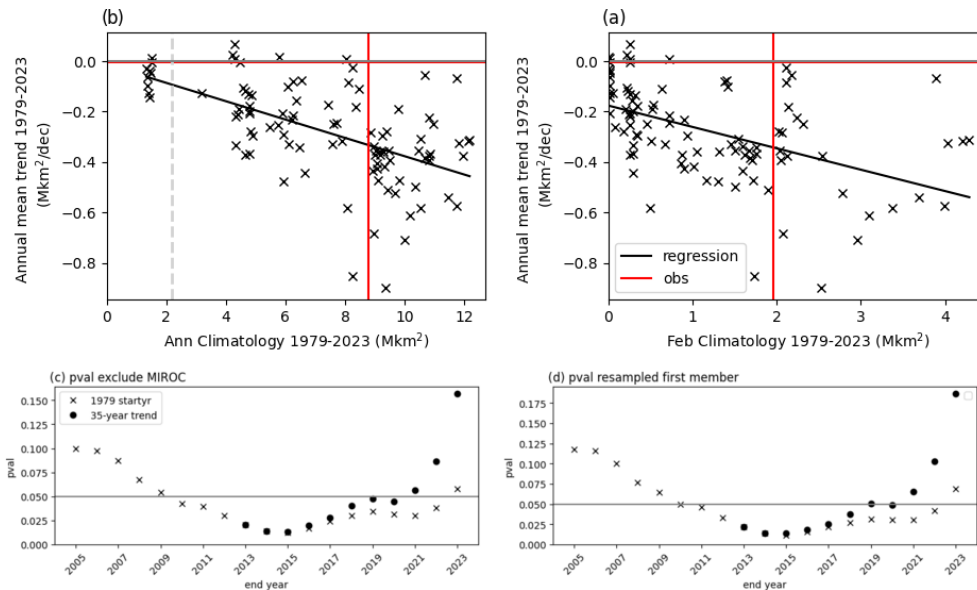 (b)
Annual mean trend 1979-2023
(Mkm²/dec)
0.0
−0.2
−0.4
−0.6
−0.8
0 2 4 6 8 10 12
Ann Climatology 1979-2023 (Mkm²)
(a)
Annual mean trend 1979-2023
(Mkm²/dec)
0.0
−0.2
−0.4
−0.6
−0.8
regression
obs
0 1 2 3 4
Feb Climatology 1979-2023 (Mkm²)
(c) pval exclude MIROC
1979 startyr
35-year trend
pval
0.150
0.125
0.100
0.075
0.050
0.025
0.000
2005 2007 2009 2011 2013 2015 2017 2019 2021 2023
end year
(d) pval resampled first member
pval
0.175
0.150
0.125
0.100
0.075
0.050
0.025
0.000
2005 2007 2009 2011 2013 2015 2017 2019 2021 2023
end year